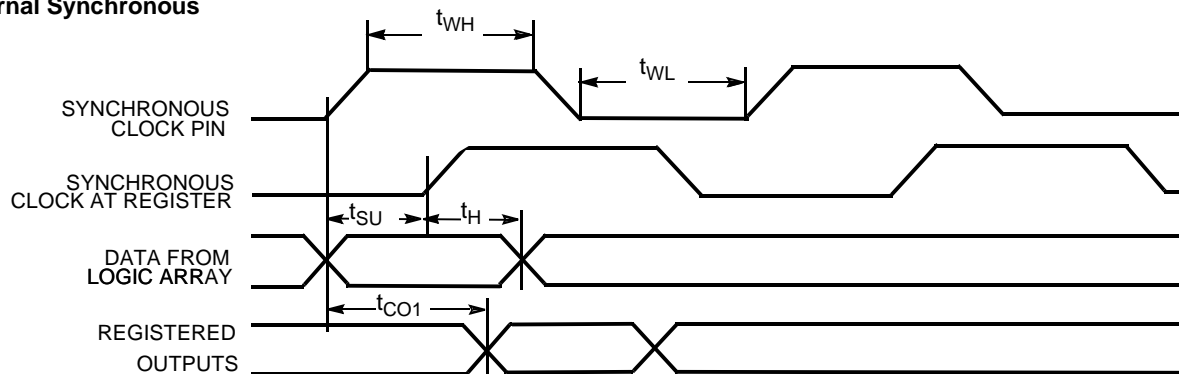 rnal Synchronous
tWH
tWL
SYNCHRONOUS
CLOCK PIN
SYNCHRONOUS
CLOCK AT REGISTER
tSU
tH
DATA FROM
LOGIC ARRAY
tCO1
REGISTERED
OUTPUTS